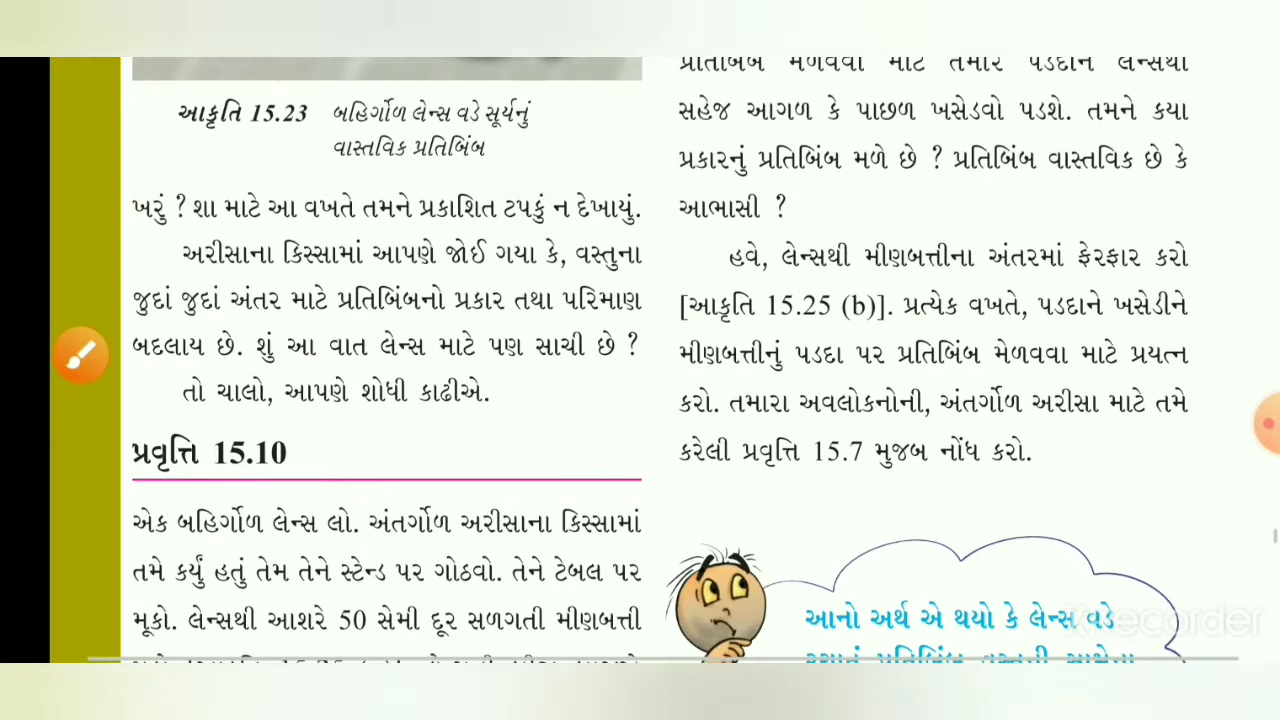 આકૃતિ 15.23 બહિર્ગોળ લેન્સ વડે સૂર્યનું
વાસ્તવિક પ્રતિબિંબ
ખરું ? શા માટે આ વખતે તમને પ્રકાશિત ટપકું ન દેખાયું.
અરીસાના કિસ્સામાં આપણે જોઈ ગયા કે, વસ્તુના
જુદાં જુદાં અંતર માટે પ્રતિબિંબનો પ્રકાર તથા પરિમાણ
બદલાય છે. શું આ વાત લેન્સ માટે પણ સાચી છે ?
તો ચાલો, આપણે શોધી કાઢીએ.
પ્રવૃત્તિ 15.10
એક બહિર્ગોળ લેન્સ લો. અંતર્ગોળ અરીસાના કિસ્સામાં
તમે કર્યું હતું તેમ તેને સ્ટેન્ડ પર ગોઠવો. તેને ટેબલ પર
મૂકો. લેન્સથી આશરે 50 સેમી દૂર સળગતી મીણબત્તી
પ્રતિબિંબ મેળવવા માટે તમારે પડદાને લેન્સથી
સહેજ આગળ કે પાછળ ખસેડવો પડશે. તમને કયા
પ્રકારનું પ્રતિબિંબ મળે છે ? પ્રતિબિંબ વાસ્તવિક છે કે
આભાસી ?
હવે, લેન્સથી મીણબત્તીના અંતરમાં ફેરફાર કરો
[આકૃતિ 15.25 (b)]. પ્રત્યેક વખતે, પડદાને ખસેડીને
મીણબત્તીનું પડદા પર પ્રતિબિંબ મેળવવા માટે પ્રયત્ન
કરો. તમારા અવલોકનોની, અંતર્ગોળ અરીસા માટે તમે
કરેલી પ્રવૃત્તિ 15.7 મુજબ નોંધ કરો.
આનો અર્થ એ થયો કે લેન્સ વડે